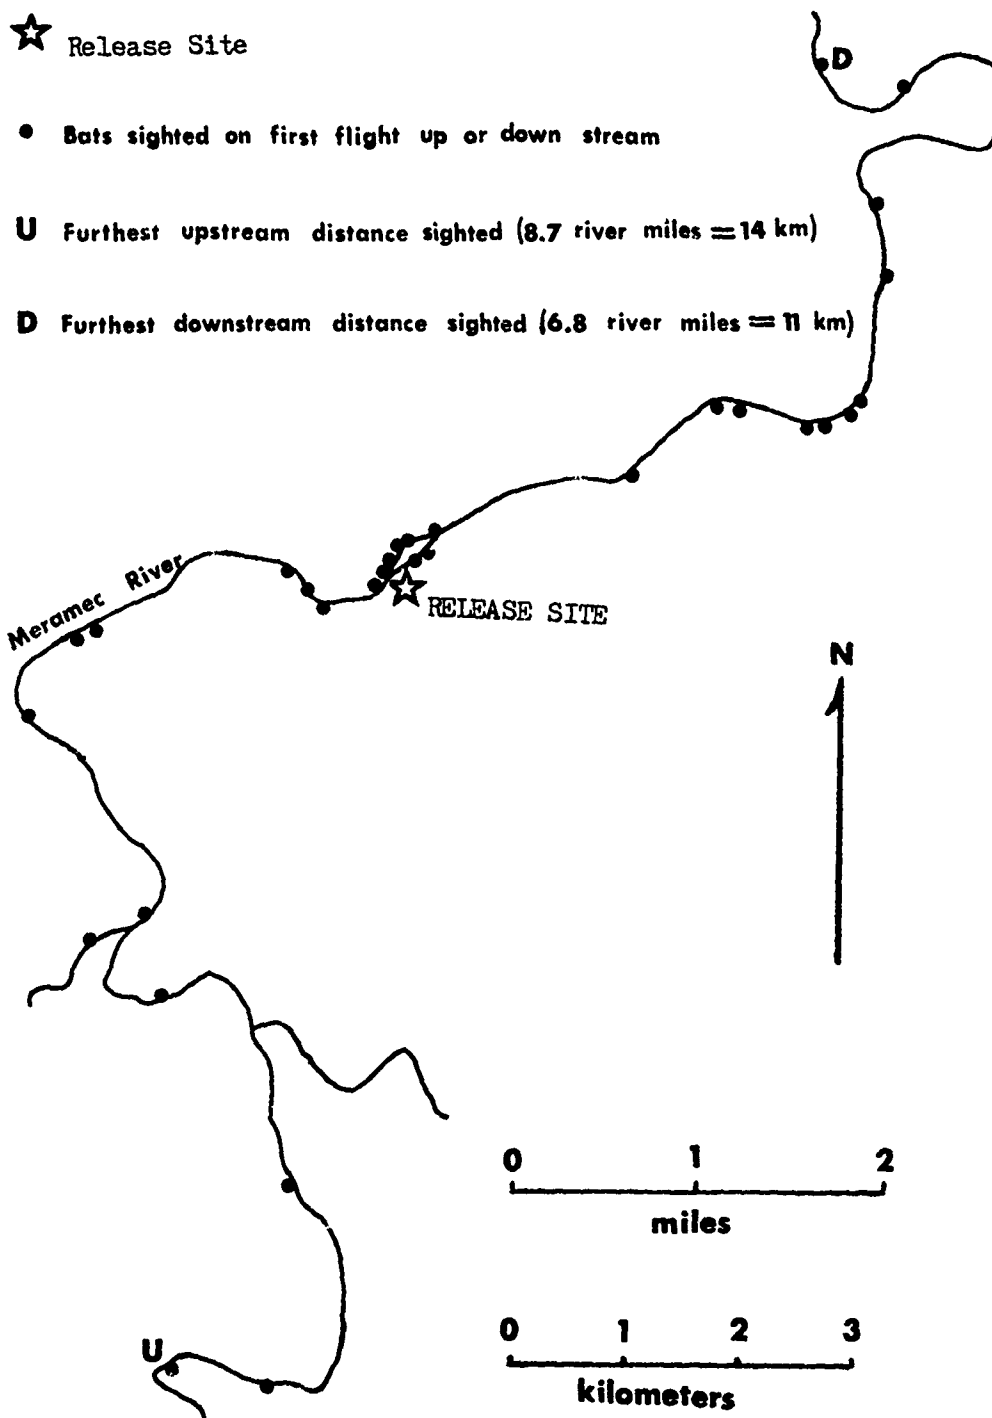 Release Site
D
Bats sighted on first flight up or down stream
U Furthest upstream distance sighted (8.7 river miles = 14 km)
D Furthest downstream distance sighted (6.8 river miles = 11 km)
Meramec River
RELEASE SITE
N
0 1 2
miles
0 1 2 3
kilometers
U